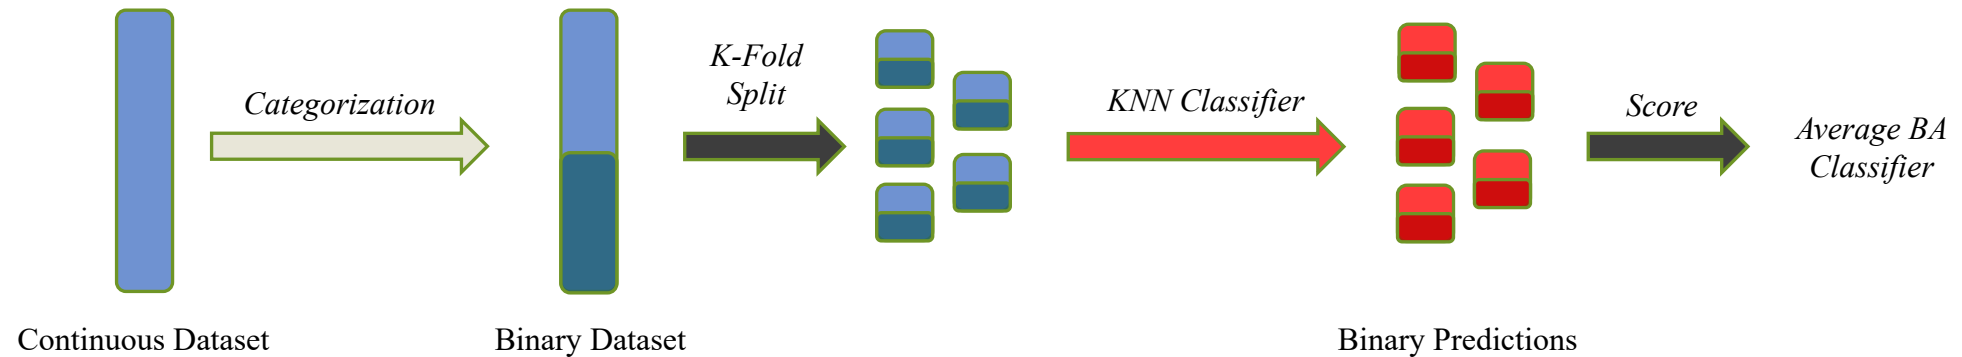 Categorization
K-Fold
Split
KNN Classifier
Score
Average BA
Classifier
Continuous Dataset
Binary Dataset
Binary Predictions